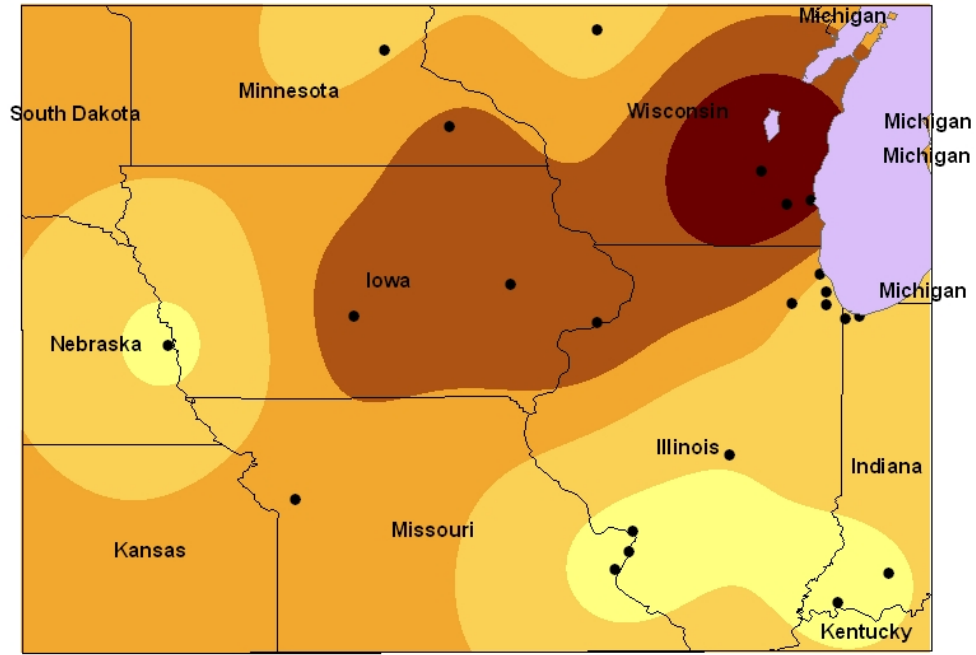 Michigan
Minnesota
South Dakota
Wisconsin
Michigan
Michigan
Iowa
Michigan
Nebraska
Illinois
Indiana
Missouri
Kansas
Kentucky